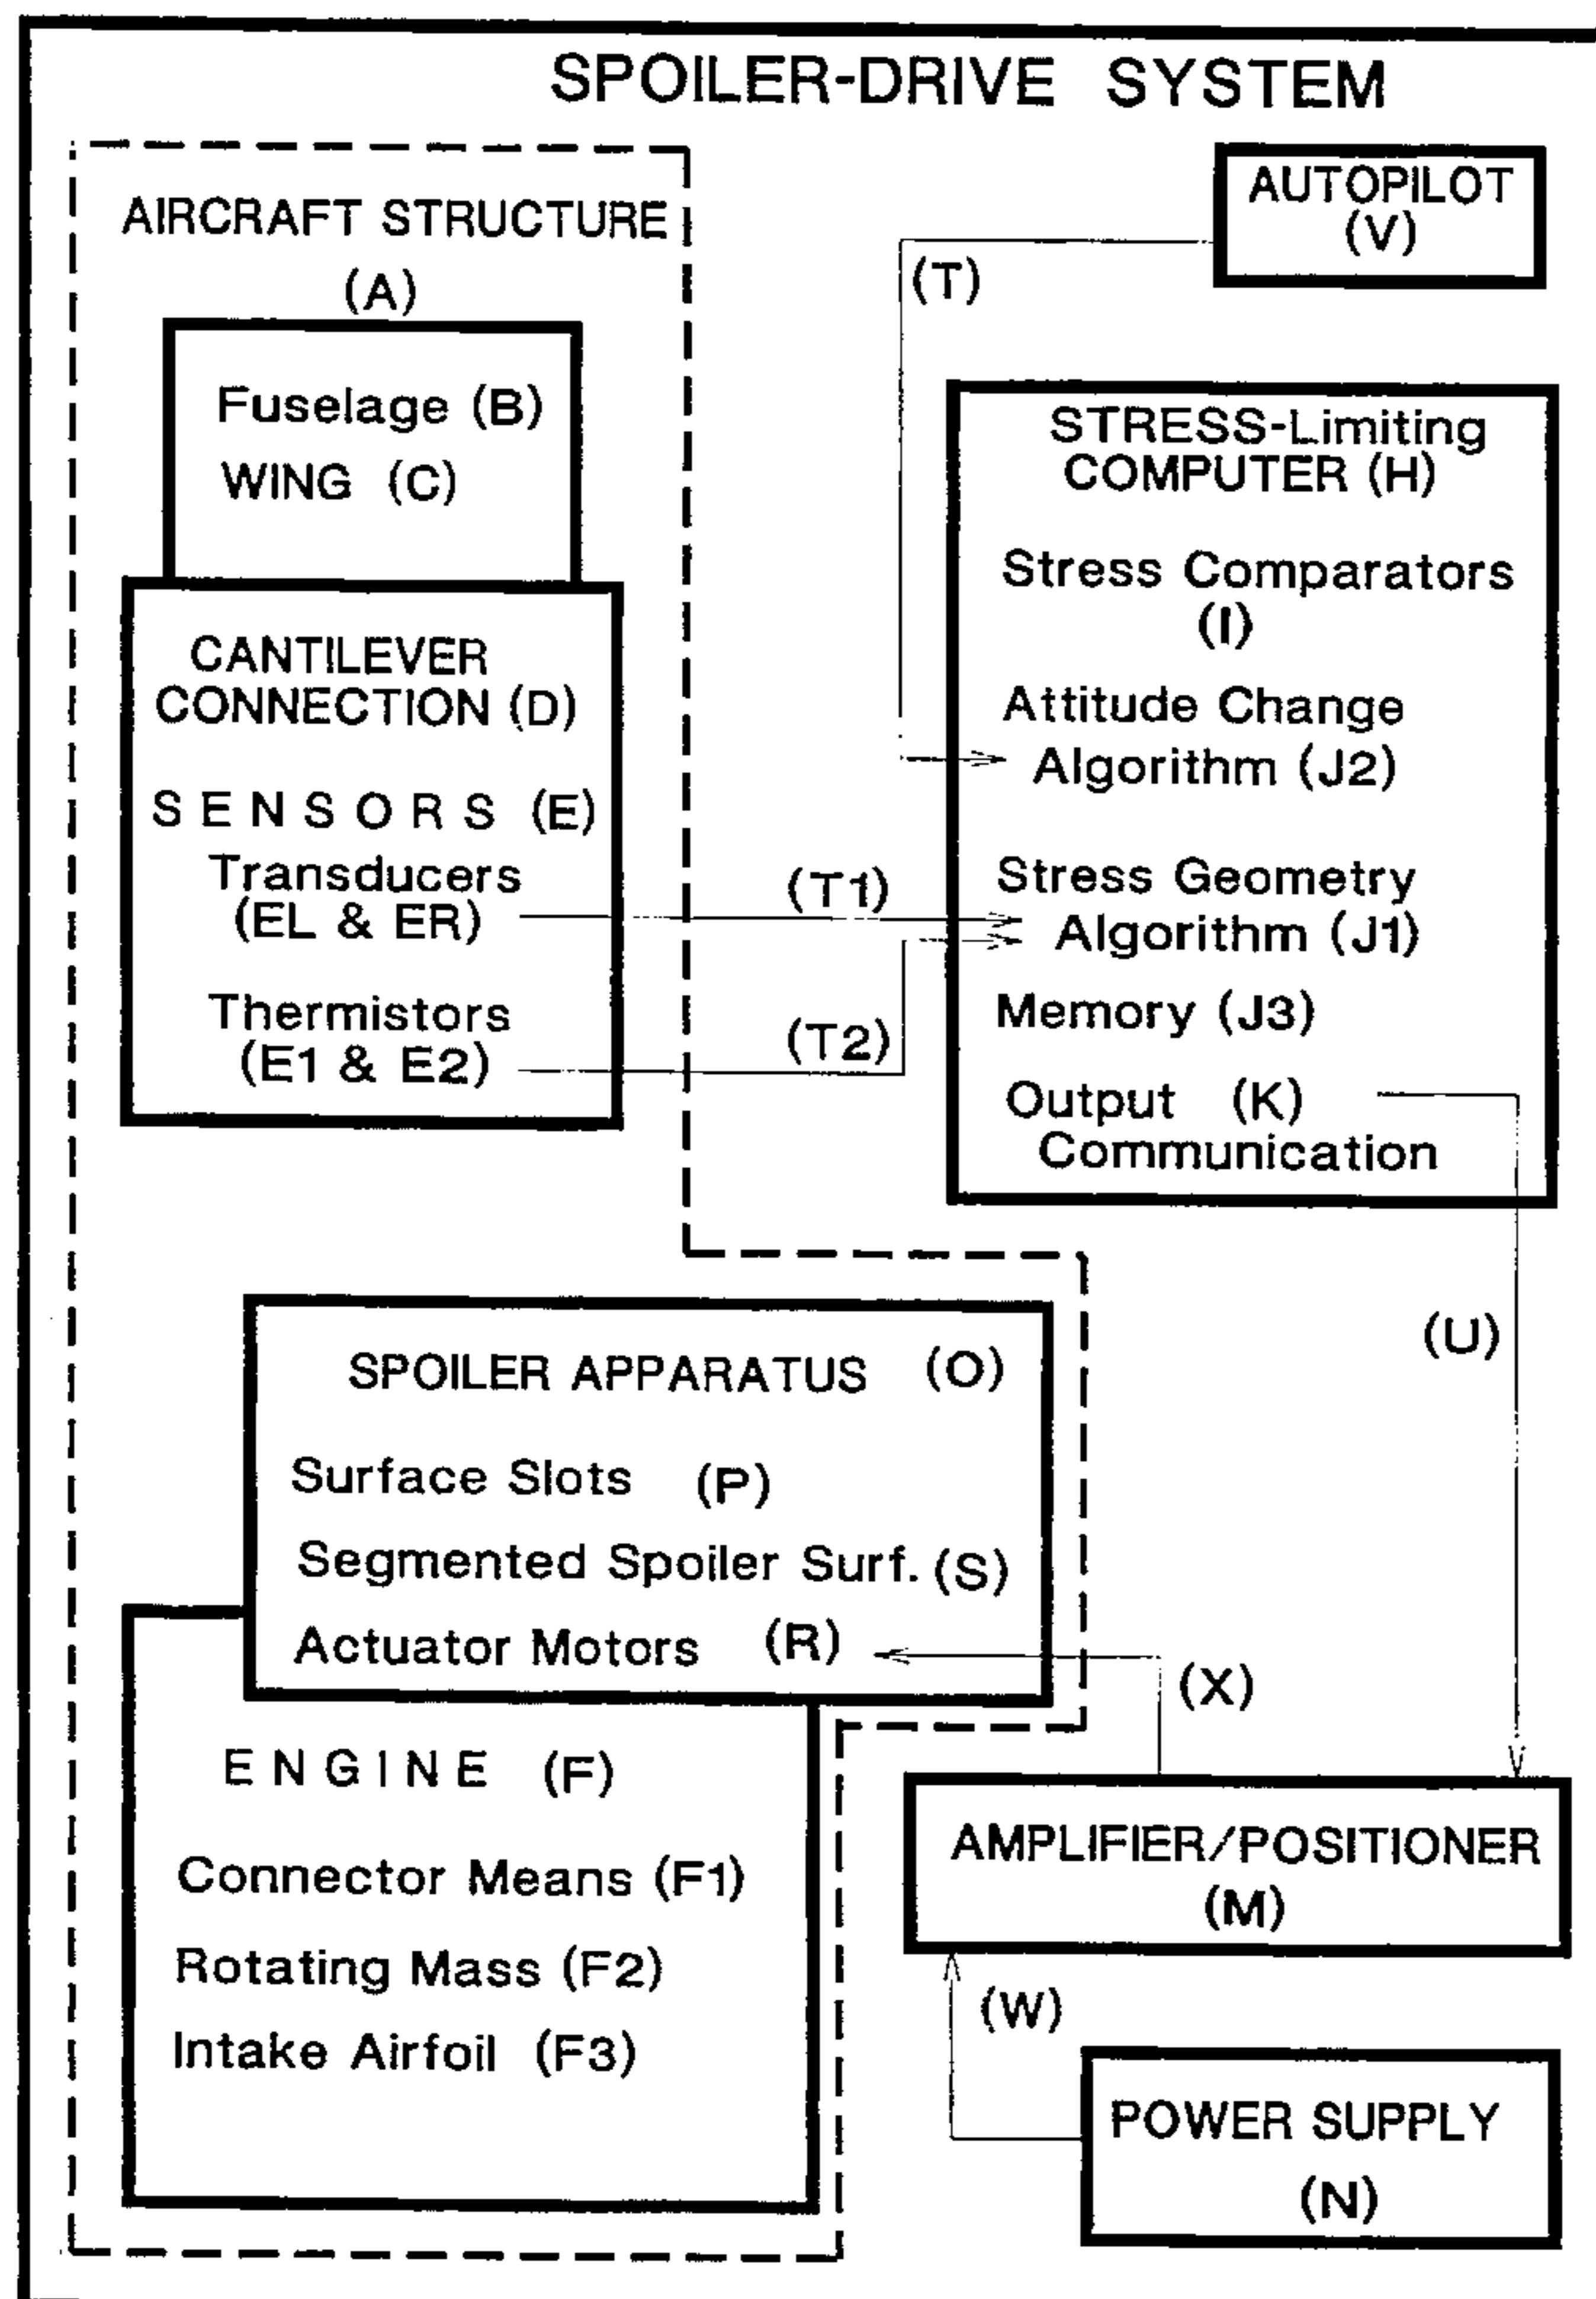 SPOILER-DRIVE SYSTEM
AIRCRAFT STRUCTURE
(A)
Fuselage (B)
WING (C)
CANTILEVER
CONNECTION (D)
SENSORS (E)
Transducers
(EL & ER)
Thermistors
(E1 & E2)
(T1)
(T2)
AUTOPILOT
(V)
(T)
STRESS-Limiting
COMPUTER (H)
Stress Comparators
(I)
Attitude Change
Algorithm (J2)
Stress Geometry
Algorithm (J1)
Memory (J3)
Output (K)
Communication
(U)
SPOILER APPARATUS (O)
Surface Slots (P)
Segmented Spoiler Surf. (S)
Actuator Motors (R)
(X)
ENGINE (F)
Connector Means (F1)
Rotating Mass (F2)
Intake Airfoil (F3)
AMPLIFIER/POSITIONER
(M)
(W)
POWER SUPPLY
(N)